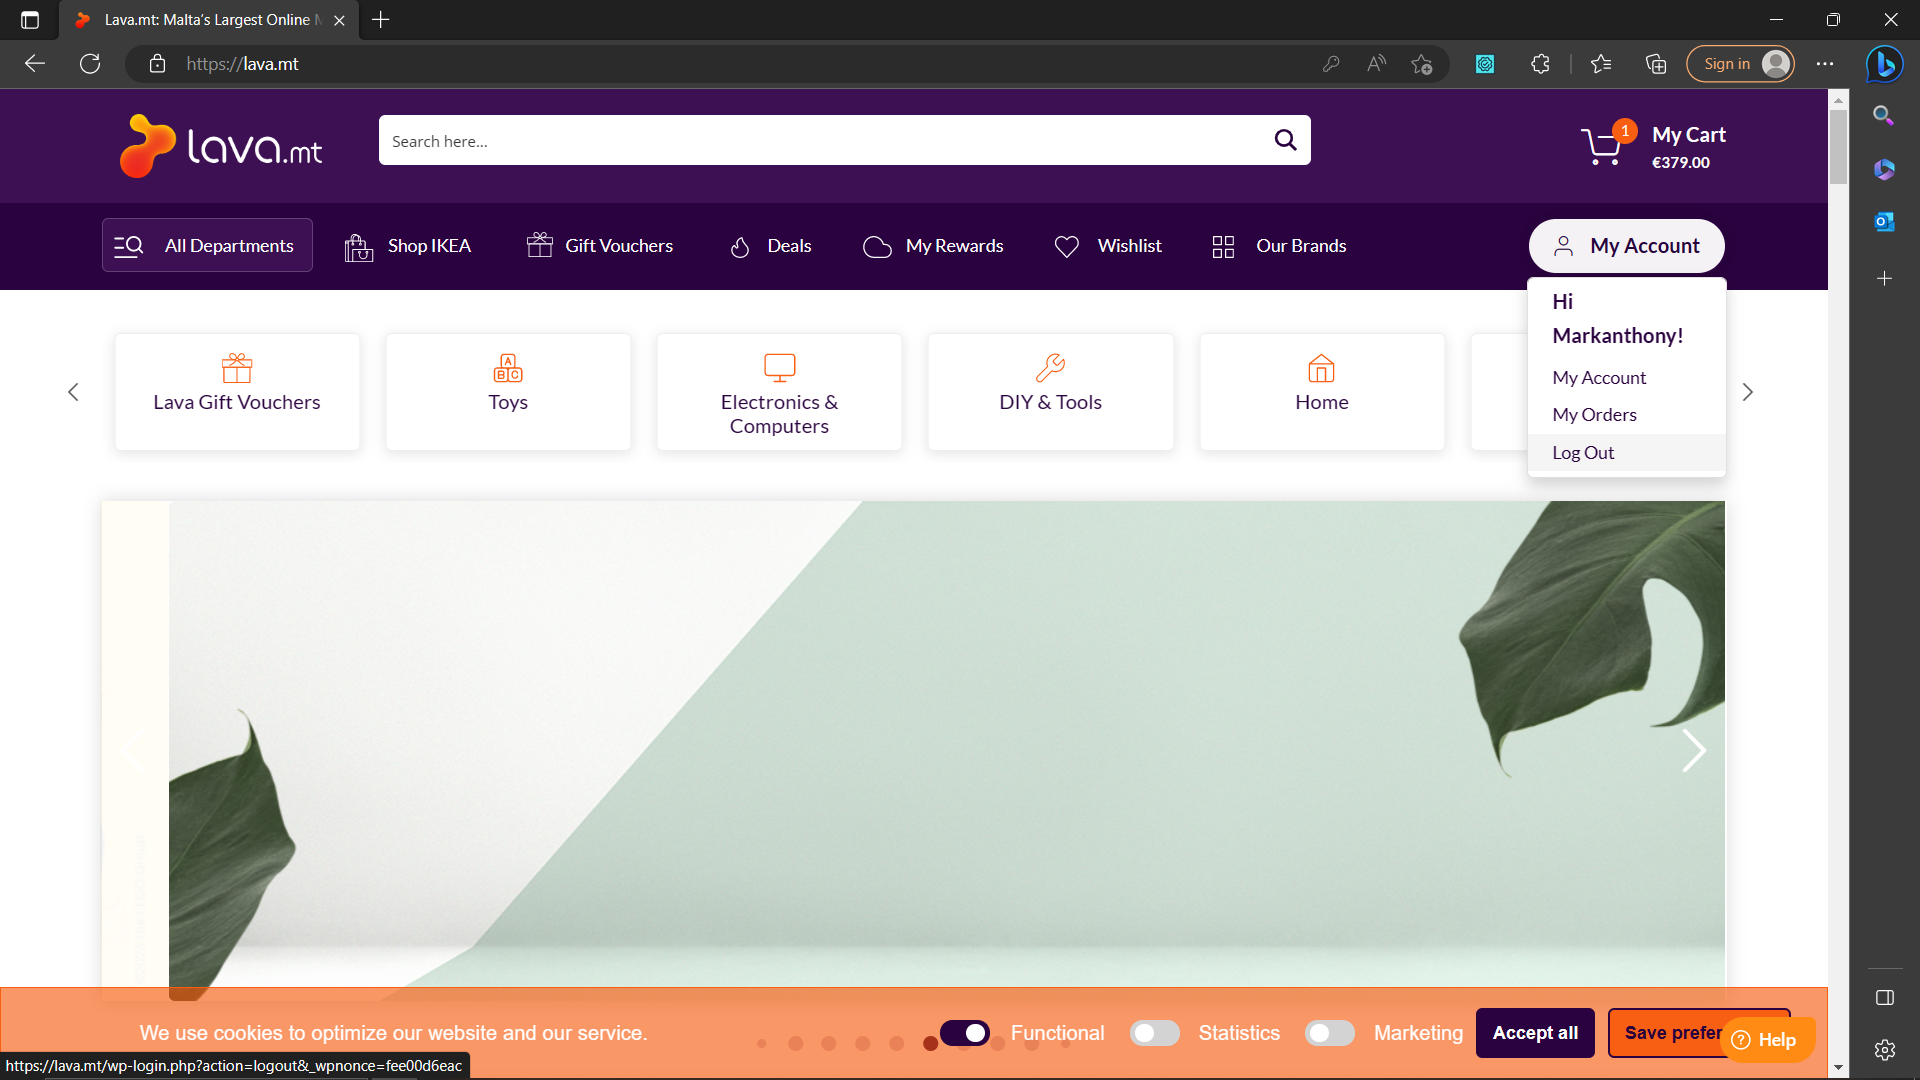 Lava.mt: Malta's Largest Online M
https://lava.mt
Sign in
lava.mt
Search here...
1
My Cart
€379.00
All Departments
Shop IKEA
Gift Vouchers
Deals
My Rewards
Wishlist
Our Brands
My Account
Hi
Markanthony!
My Account
My Orders
Log Out
Lava Gift Vouchers
Toys
Electronics &
Computers
DIY & Tools
Home
We use cookies to optimize our website and our service.
Functional
Statistics
Marketing
Accept all
Save prefer
Help
https://lava.mt/wp-login.php?action=logout&_wpnonce=fee00d6eac